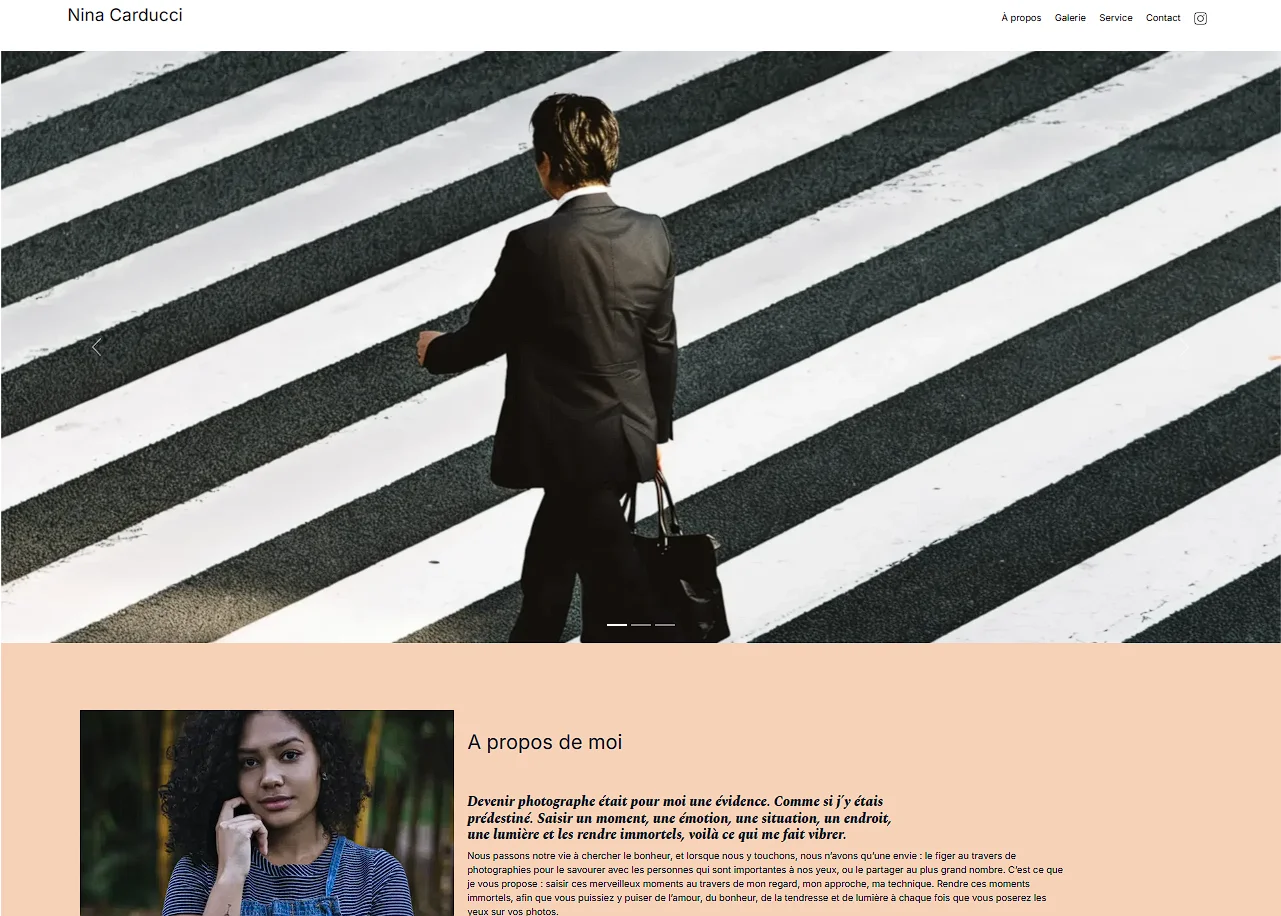 Nina Carducci
À propos Galerie Service Contact
A propos de moi
Devenir photographe était pour moi une évidence. Comme si j'y étais
prédestiné. Saisir un moment, une émotion, une situation, un endroit,
une lumière et les rendre immortels, voilà ce qui me fait vibrer.
Nous passons notre vie à chercher le bonheur, et lorsque nous y touchons, nous n'avons qu'une envie : le figer au travers de
photographies pour le savourer avec les personnes qui sont importantes à nos yeux, ou le partager au plus grand nombre. C'est ce que
je vous propose : saisir ces merveilleux moments au travers de mon regard, mon approche, ma technique. Rendre ces moments
immortels, afin que vous puissiez y puiser de l'amour, du bonheur, de la tendresse et de lumière à chaque fois que vous poserez les
yeux sur vos photos.